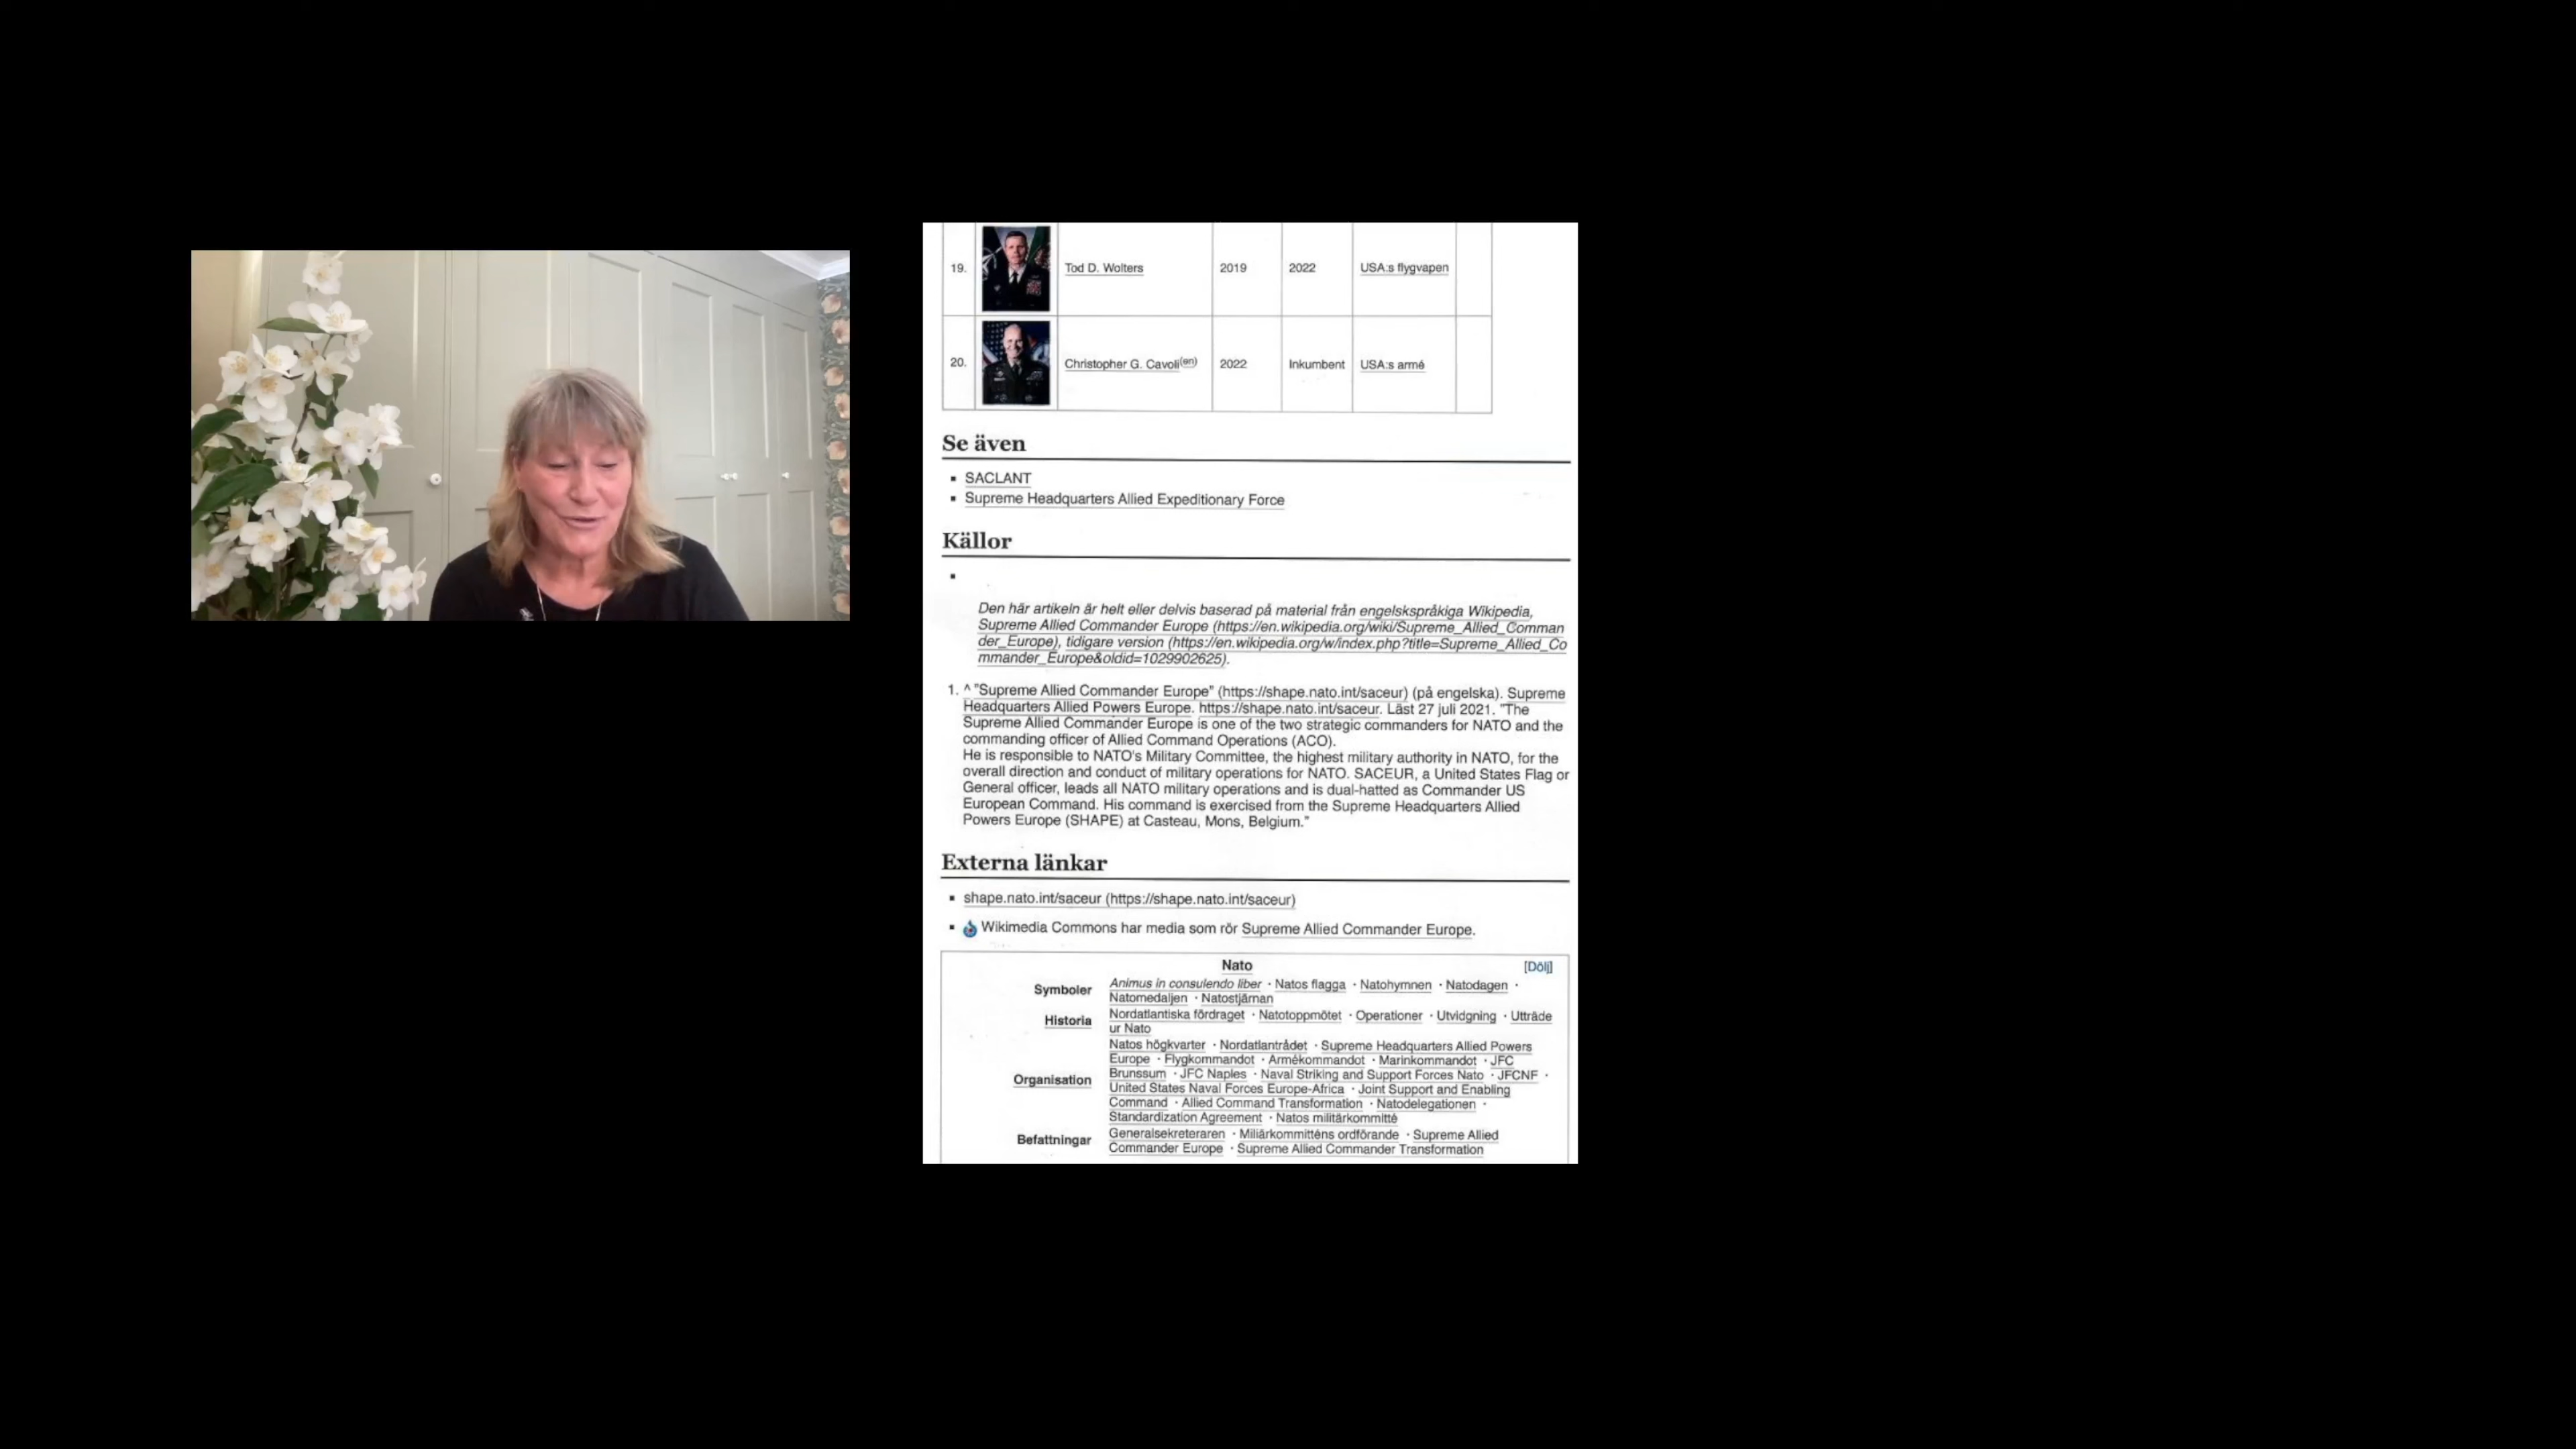 19. Tod D. Wolters 2019 2022 USA:s flygvapen
20. Christopher G. Cavoli(en) 2022 Inkumbent USA:s armé
Se även
▪ SACLANT
▪ Supreme Headquarters Allied Expeditionary Force
Källor
▪
Den här artikeln är helt eller delvis baserad på material från engelskspråkiga Wikipedia,
Supreme Allied Commander Europe (https://en.wikipedia.org/wiki/Supreme_Allied_Comman
der_Europe), tidigare version (https://en.wikipedia.org/w/index.php?title=Supreme_Allied_Co
mmander_Europe&oldid=1029902625).
1. ^ "Supreme Allied Commander Europe" (https://shape.nato.int/saceur) (på engelska). Supreme
Headquarters Allied Powers Europe. https://shape.nato.int/saceur. Läst 27 juli 2021. "The
Supreme Allied Commander Europe is one of the two strategic commanders for NATO and the
commanding officer of Allied Command Operations (ACO).
He is responsible to NATO's Military Committee, the highest military authority in NATO, for the
overall direction and conduct of military operations for NATO. SACEUR, a United States Flag or
General officer, leads all NATO military operations and is dual-hatted as Commander US
European Command. His command is exercised from the Supreme Headquarters Allied
Powers Europe (SHAPE) at Casteau, Mons, Belgium."
Externa länkar
▪ shape.nato.int/saceur (https://shape.nato.int/saceur)
▪ Wikimedia Commons har media som rör Supreme Allied Commander Europe.
Nato [Dölj]
Symboler Animus in consulendo liber · Natos flagga · Natohymnen · Natodagen ·
Natomedaljen · Natostjärnan
Historia Nordatlantiska fördraget · Natotoppmötet · Operationer · Utvidgning · Utträde
ur Nato
Natos högkvarter · Nordatlantrådet · Supreme Headquarters Allied Powers
Europe · Flygkommandot · Armékommandot · Marinkommandot · JFC
Organisation Brunssum · JFC Naples · Naval Striking and Support Forces Nato · JFCNF ·
United States Naval Forces Europe-Africa · Joint Support and Enabling
Command · Allied Command Transformation · Natodelegationen ·
Standardization Agreement · Natos militärkommitté
Befattningar Generalsekreteraren · Miliärkommitténs ordförande · Supreme Allied
Commander Europe · Supreme Allied Commander Transformation